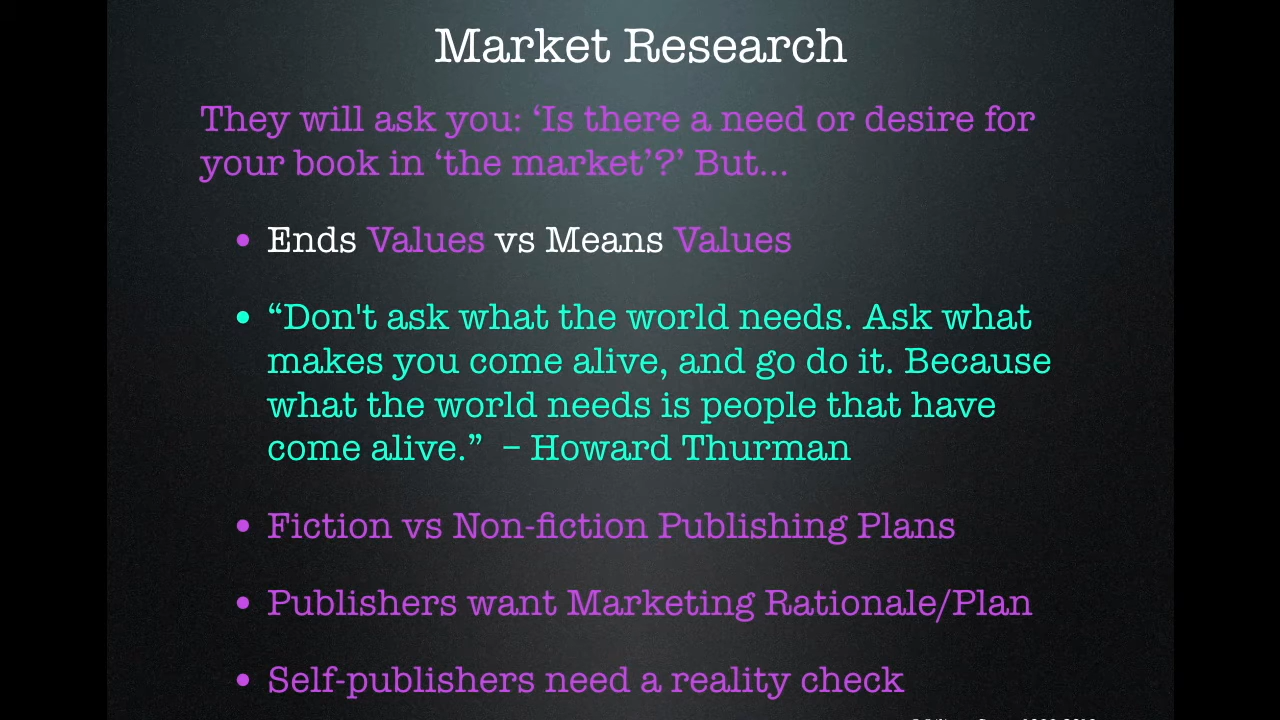 Market Research
They will ask you: ‘Is there a need or desire for
your book in ‘the market’?’ But...
• Ends Values vs Means Values
• “Don't ask what the world needs. Ask what
makes you come alive, and go do it. Because
what the world needs is people that have
come alive.” – Howard Thurman
• Fiction vs Non-fiction Publishing Plans
• Publishers want Marketing Rationale/Plan
• Self-publishers need a reality check